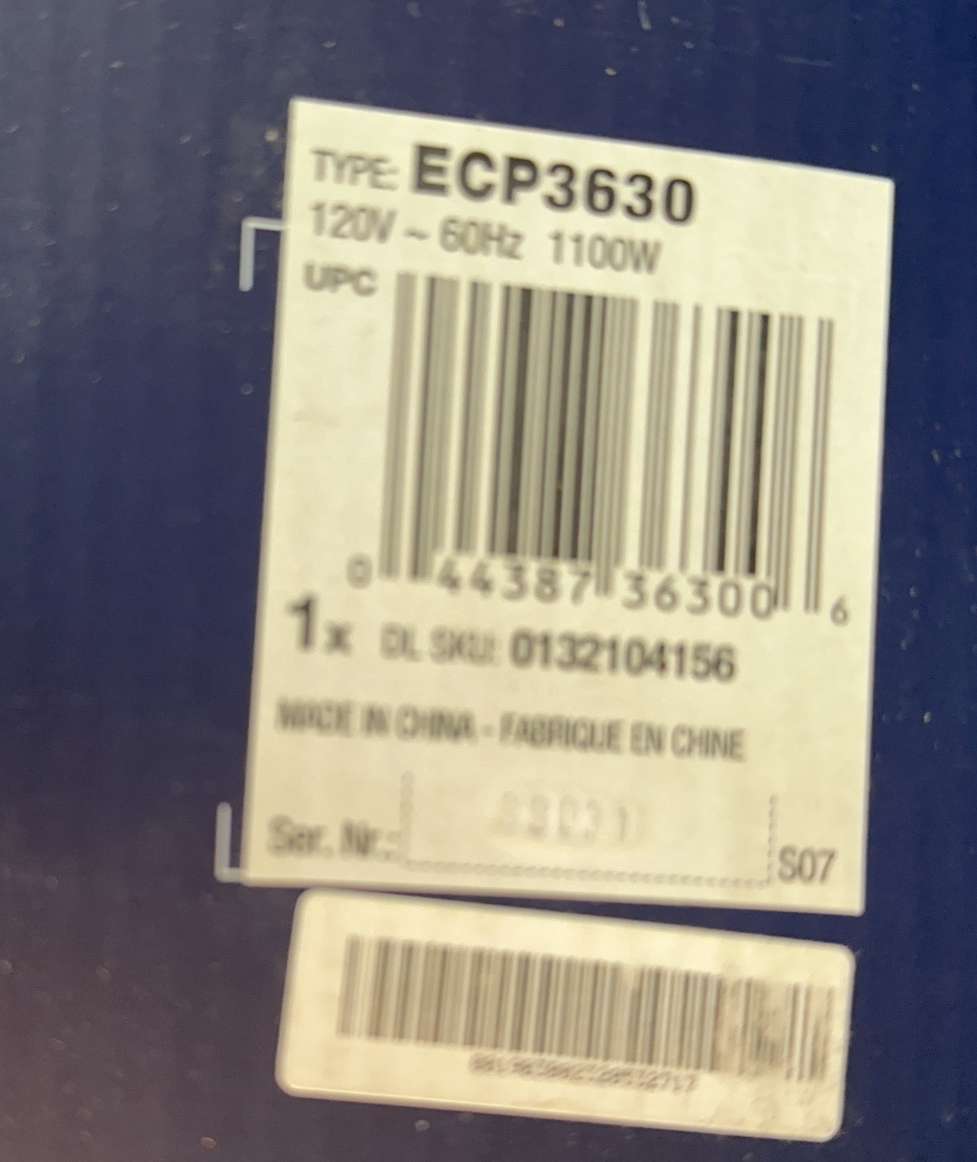 TYPE: ECP3630
120V ~ 60Hz 1100W
UPC
0 44387 36300 6
1x DL SKU: 0132104156
MADE IN CHINA - FABRIQUE EN CHINE
Ser. Nr.:
S07